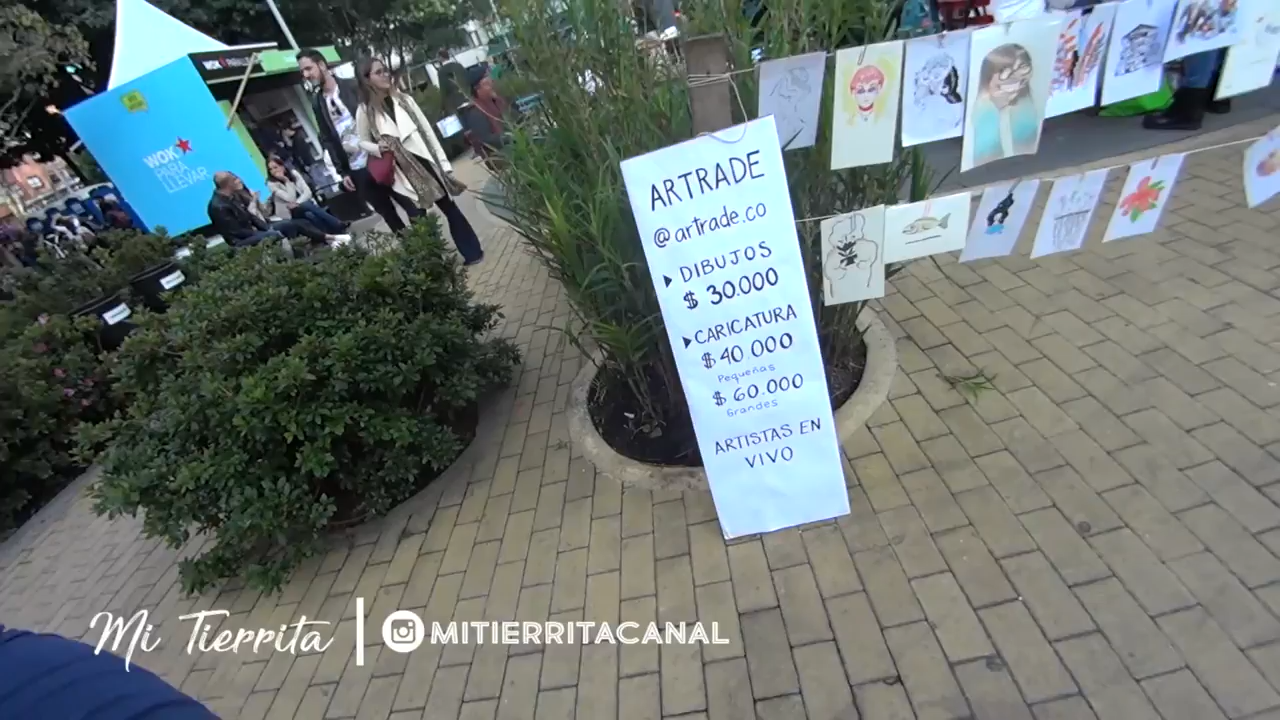 WOK
PARA
LLEVAR
ARTRADE
@artrade.co
▶ DIBUJOS
$ 30.000
▶ CARICATURA
$ 40.000
Pequeñas
$ 60.000
Grandes
ARTISTAS EN
VIVO
Mi Tierrita
MITIERRITACANAL